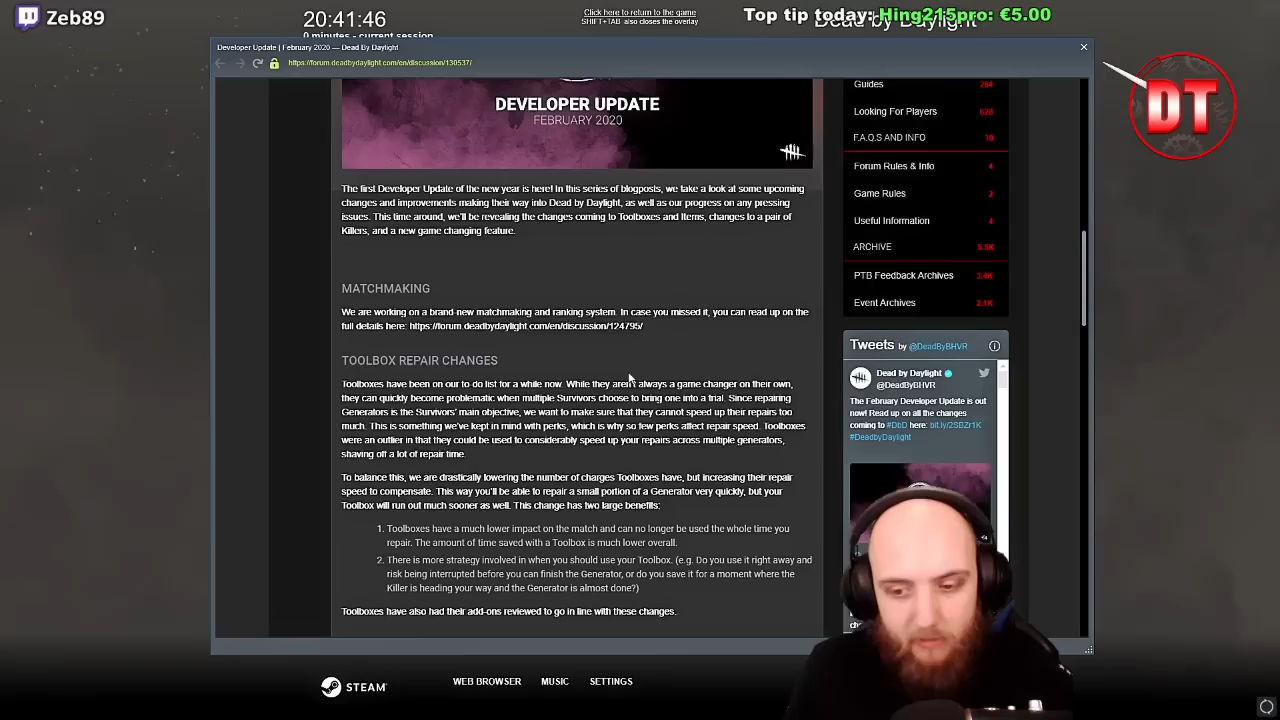 Zeb89
20:41:46
0 minutes - current session
Click here to return to the game
SHIFT+TAB also closes the overlay
Top tip today: Hing215pro: €5.00
Dead by Daylight
Developer Update | February 2020 — Dead By Daylight
https://forum.deadbydaylight.com/en/discussion/130537/
DT
DEVELOPER UPDATE
FEBRUARY 2020
The first Developer Update of the new year is here! In this series of blogposts, we take a look at some upcoming
changes and improvements making their way into Dead by Daylight, as well as our progress on any pressing
issues. This time around, we'll be revealing the changes coming to Toolboxes and Items, changes to a pair of
Killers, and a new game changing feature.
MATCHMAKING
We are working on a brand-new matchmaking and ranking system. In case you missed it, you can read up on the
full details here: https://forum.deadbydaylight.com/en/discussion/124795/
TOOLBOX REPAIR CHANGES
Toolboxes have been on our to do list for a while now. While they aren't always a game changer on their own,
they can quickly become problematic when multiple Survivors choose to bring one into a trial. Since repairing
Generators is the Survivors' main objective, we want to make sure that they cannot speed up their repairs too
much. This is something we've kept in mind with perks, which is why so few perks affect repair speed. Toolboxes
were an outlier in that they could be used to considerably speed up your repairs across multiple generators,
shaving off a lot of repair time.
To balance this, we are drastically lowering the number of charges Toolboxes have, but increasing their repair
speed to compensate. This way you'll be able to repair a small portion of a Generator very quickly, but your
Toolbox will run out much sooner as well. This change has two large benefits:
1. Toolboxes have a much lower impact on the match and can no longer be used the whole time you
repair. The amount of time saved with a Toolbox is much lower overall.
2. There is more strategy involved in when you should use your Toolbox. (e.g. Do you use it right away and
risk being interrupted before you can finish the Generator, or do you save it for a moment where the
Killer is heading your way and the Generator is almost done?)
Toolboxes have also had their add-ons reviewed to go in line with these changes.
Guides 284
Looking For Players 628
F.A.Q.S AND INFO 10
Forum Rules & Info 4
Game Rules 2
Useful Information 4
ARCHIVE 5.5K
PTB Feedback Archives 3.4K
Event Archives 2.1K
Tweets by @DeadByBHVR
Dead by Daylight
@DeadByBHVR
The February Developer Update is out
now! Read up on all the changes
coming to #DbD here: bit.ly/2SBZr1K
#DeadbyDaylight
STEAM
WEB BROWSER
MUSIC
SETTINGS